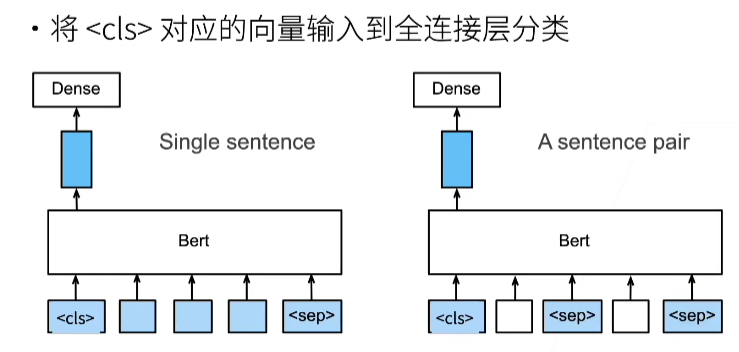 • 将 <cls> 对应的向量输入到全连接层分类
Dense
Single sentence
Bert
<cls>
<sep>
Dense
A sentence pair
Bert
<cls>
<sep>
<sep>